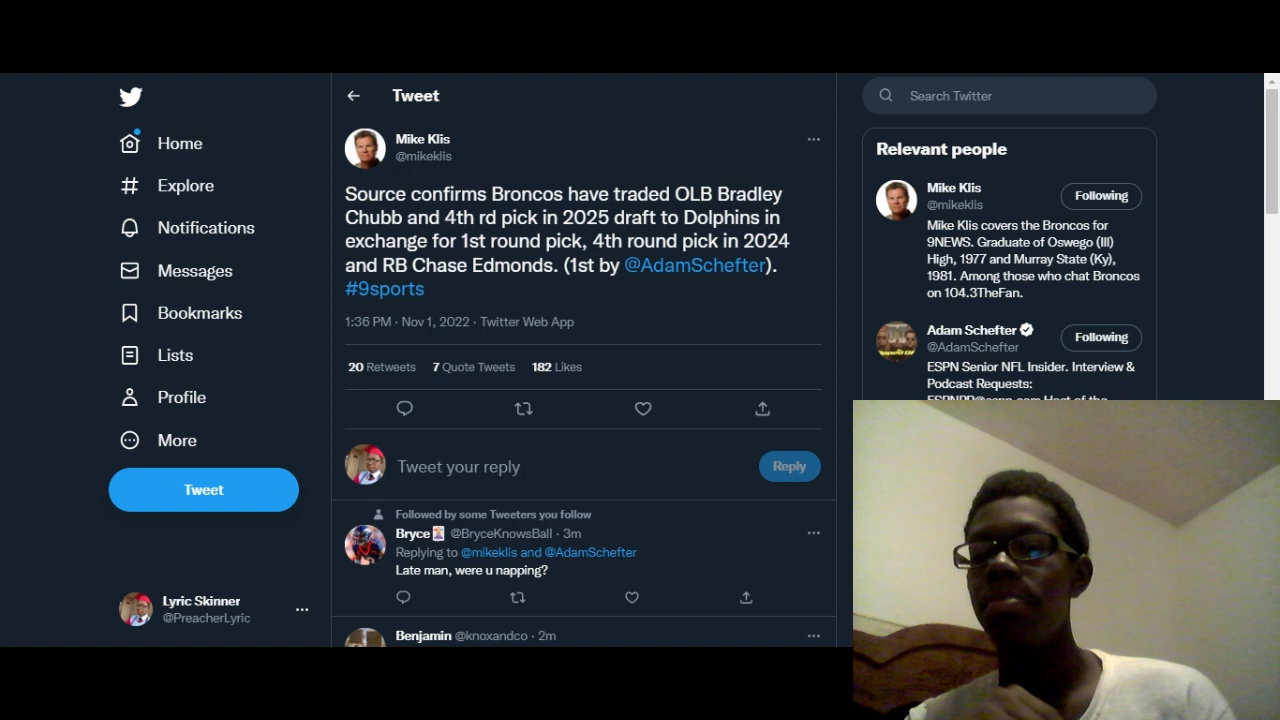 Home
Explore
Notifications
Messages
Bookmarks
Lists
Profile
More
Tweet
Lyric Skinner
@PreacherLyric
Tweet
Mike Klis
@mikeklis
Source confirms Broncos have traded OLB Bradley
Chubb and 4th rd pick in 2025 draft to Dolphins in
exchange for 1st round pick, 4th round pick in 2024
and RB Chase Edmonds. (1st by @AdamSchefter).
#9sports
1:36 PM · Nov 1, 2022 · Twitter Web App
20 Retweets 7 Quote Tweets 182 Likes
Tweet your reply
Reply
Followed by some Tweeters you follow
Bryce @BryceKnowsBall · 3m
Replying to @mikeklis and @AdamSchefter
Late man, were u napping?
Benjamin @knoxandco · 2m
Search Twitter
Relevant people
Mike Klis
@mikeklis
Following
Mike Klis covers the Broncos for
9NEWS. Graduate of Oswego (Ill)
High, 1977 and Murray State (Ky),
1981. Among those who chat Broncos
on 104.3TheFan.
Adam Schefter
@AdamSchefter
Following
ESPN Senior NFL Insider. Interview &
Podcast Requests: